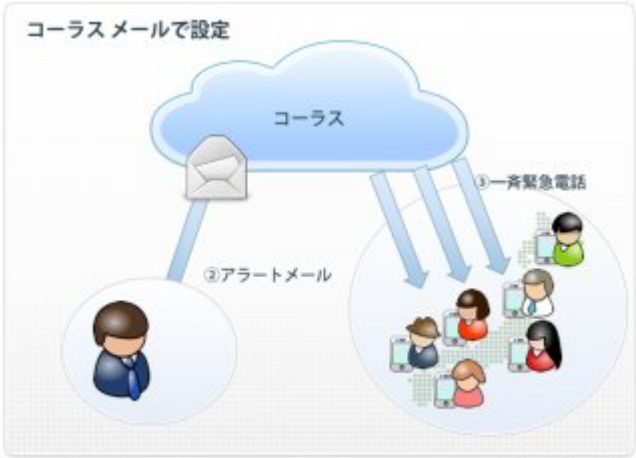 コーラス メールで設定
コーラス
③一斉緊急電話
②アラートメール